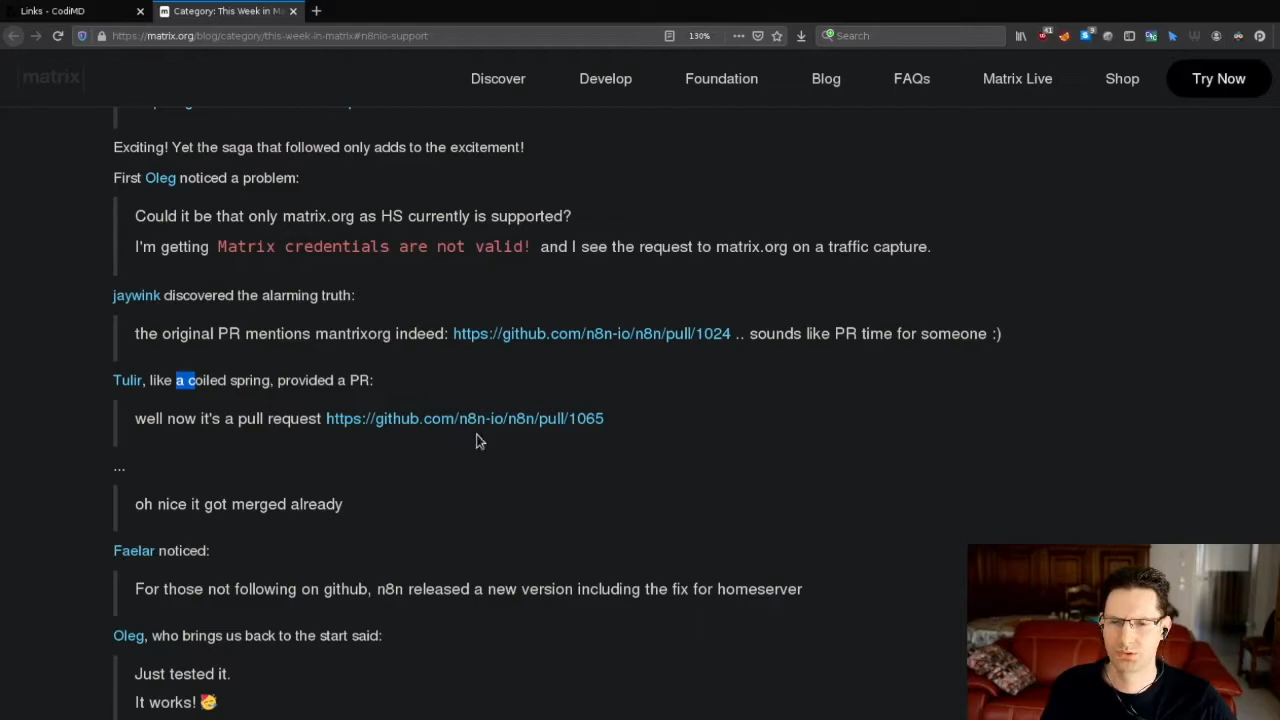 Links - CodiMD
Category: This Week in Ma
https://matrix.org/blog/category/this-week-in-matrix#n8nio-support
130%
Search
41
9
[matrix]
Discover
Develop
Foundation
Blog
FAQs
Matrix Live
Shop
Try Now
Exciting! Yet the saga that followed only adds to the excitement!
First Oleg noticed a problem:
Could it be that only matrix.org as HS currently is supported?
I'm getting Matrix credentials are not valid! and I see the request to matrix.org on a traffic capture.
jaywink discovered the alarming truth:
the original PR mentions mantrixorg indeed: https://github.com/n8n-io/n8n/pull/1024 .. sounds like PR time for someone :)
Tulir, like a coiled spring, provided a PR:
well now it's a pull request https://github.com/n8n-io/n8n/pull/1065
...
oh nice it got merged already
Faelar noticed:
For those not following on github, n8n released a new version including the fix for homeserver
Oleg, who brings us back to the start said:
Just tested it.
It works! 🥳